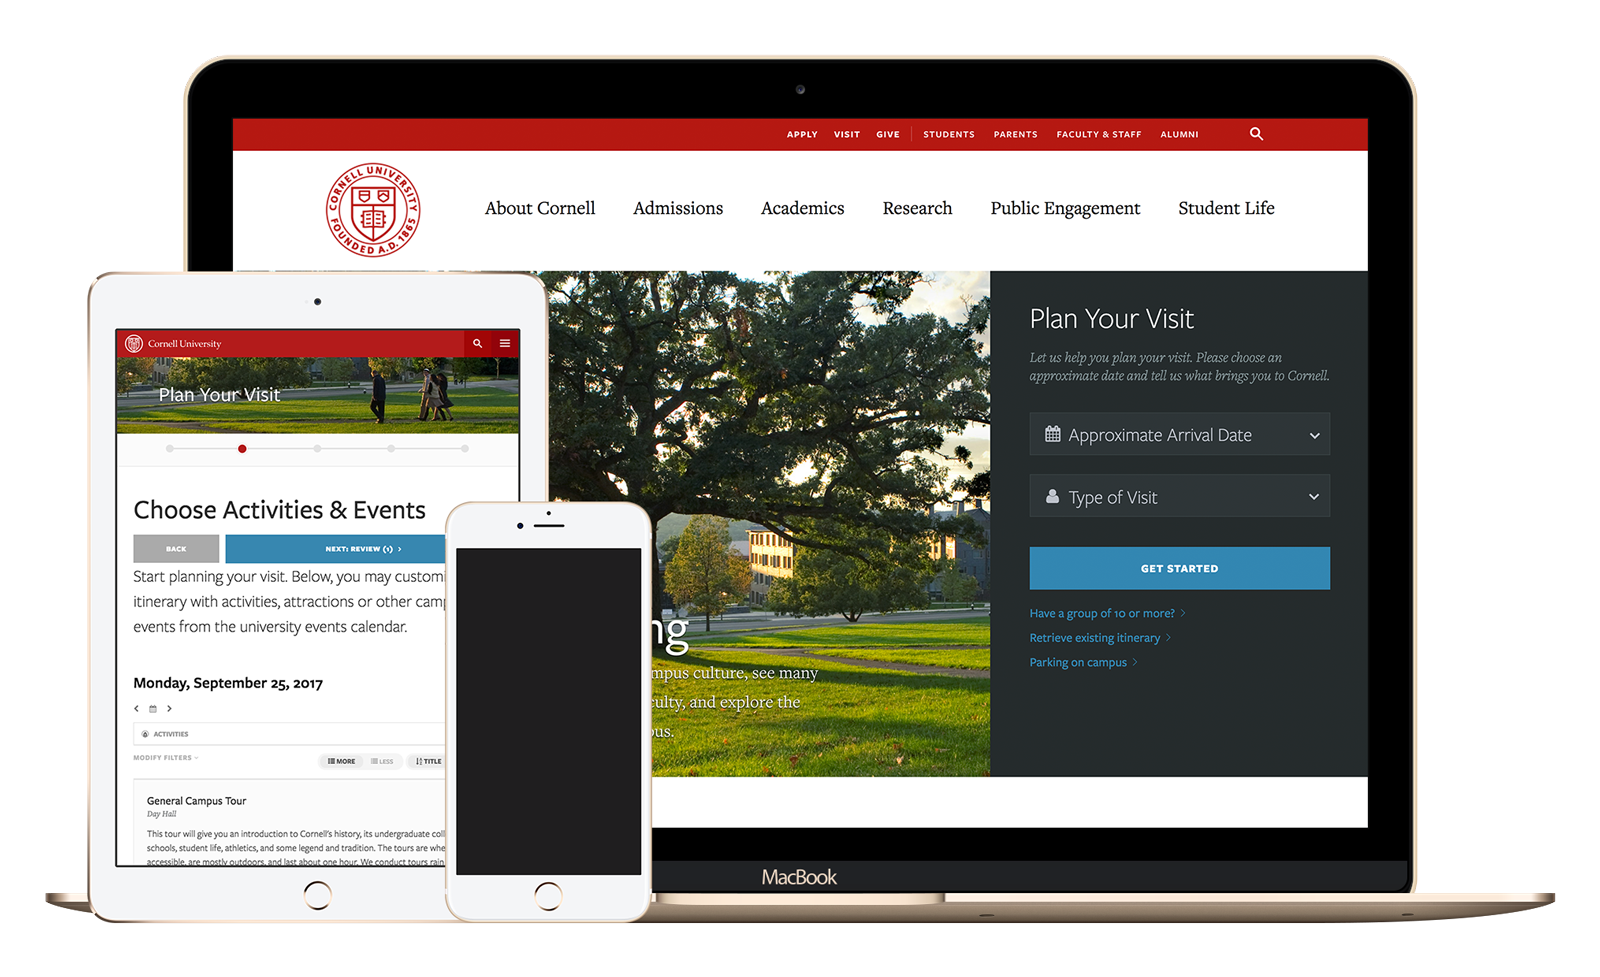 APPLY VISIT GIVE STUDENTS PARENTS FACULTY & STAFF ALUMNI
CORNELL UNIVERSITY
FOUNDED A.D. 1865
About Cornell Admissions Academics Research Public Engagement Student Life
Plan Your Visit
Let us help you plan your visit. Please choose an
approximate date and tell us what brings you to Cornell.
Approximate Arrival Date
Type of Visit
GET STARTED
Have a group of 10 or more? >
Retrieve existing itinerary >
Parking on campus >
culture, see many
and explore the
MacBook
Cornell University
Plan Your Visit
Choose Activities & Events
BACK
NEXT: REVIEW (1) >
Start planning your visit. Below, you may
itinerary with activities, attractions or other
events from the university events calendar.
Monday, September 25, 2017
ACTIVITIES
MODIFY FILTERS
MORE LESS TITLE
General Campus Tour
Day Hall
This tour will give you an introduction to Cornell's history, its undergraduate
schools, student life, athletics, and some legend and tradition. The tours are
accessible, are mostly outdoors, and last about one hour. We conduct tours rain